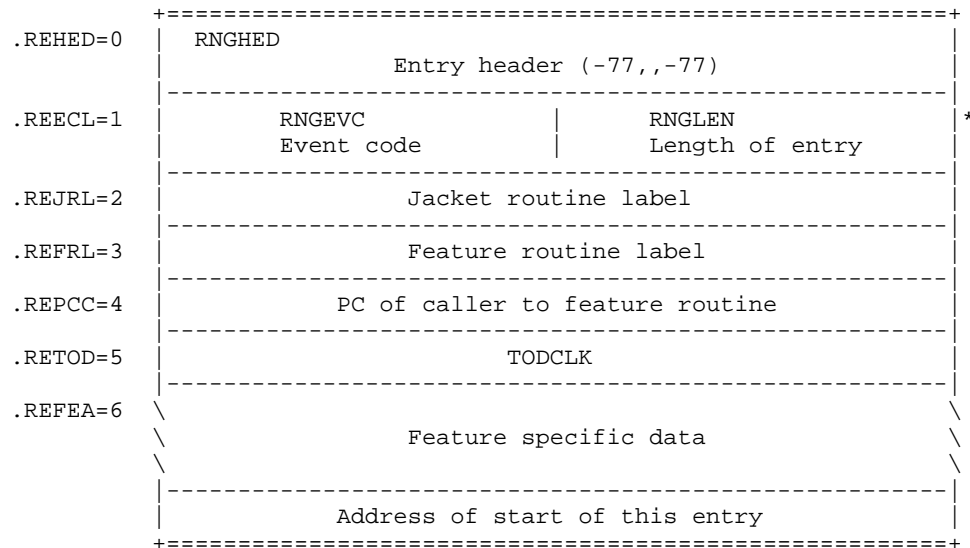 .REHED=0 RNGHED
Entry header (-77,,-77)
.REECL=1 RNGEVC | RNGLEN *
Event code | Length of entry
.REJRL=2 Jacket routine label
.REFRL=3 Feature routine label
.REPCC=4 PC of caller to feature routine
.RETOD=5 TODCLK
.REFEA=6
Feature specific data
Address of start of this entry